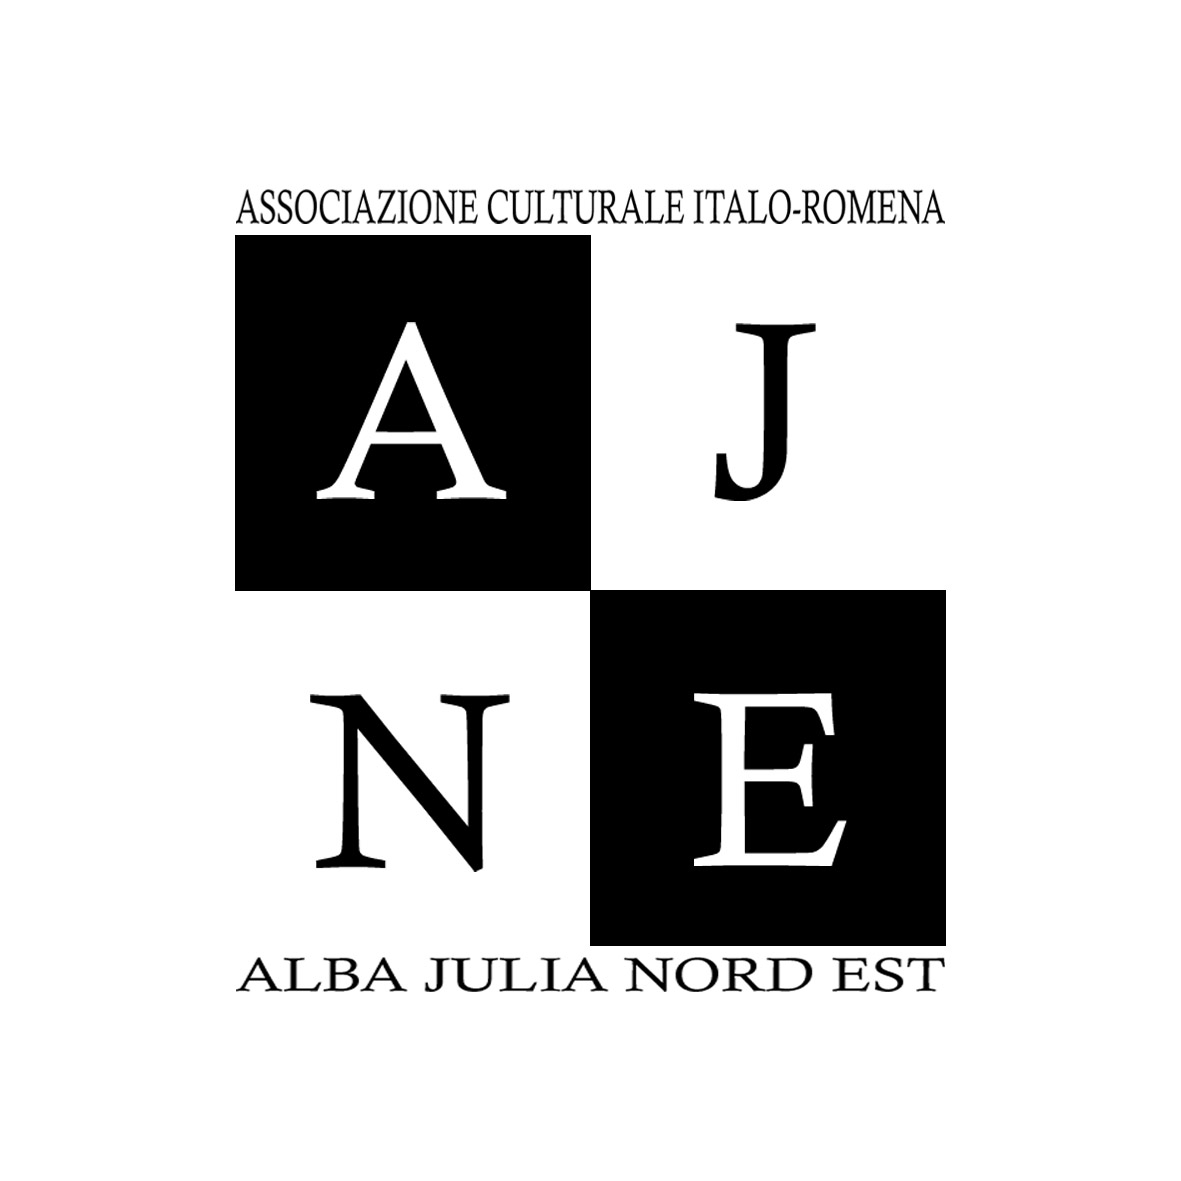 ASSOCIAZIONE CULTURALE ITALO-ROMENA
A J
N E
ALBA JULIA NORD EST